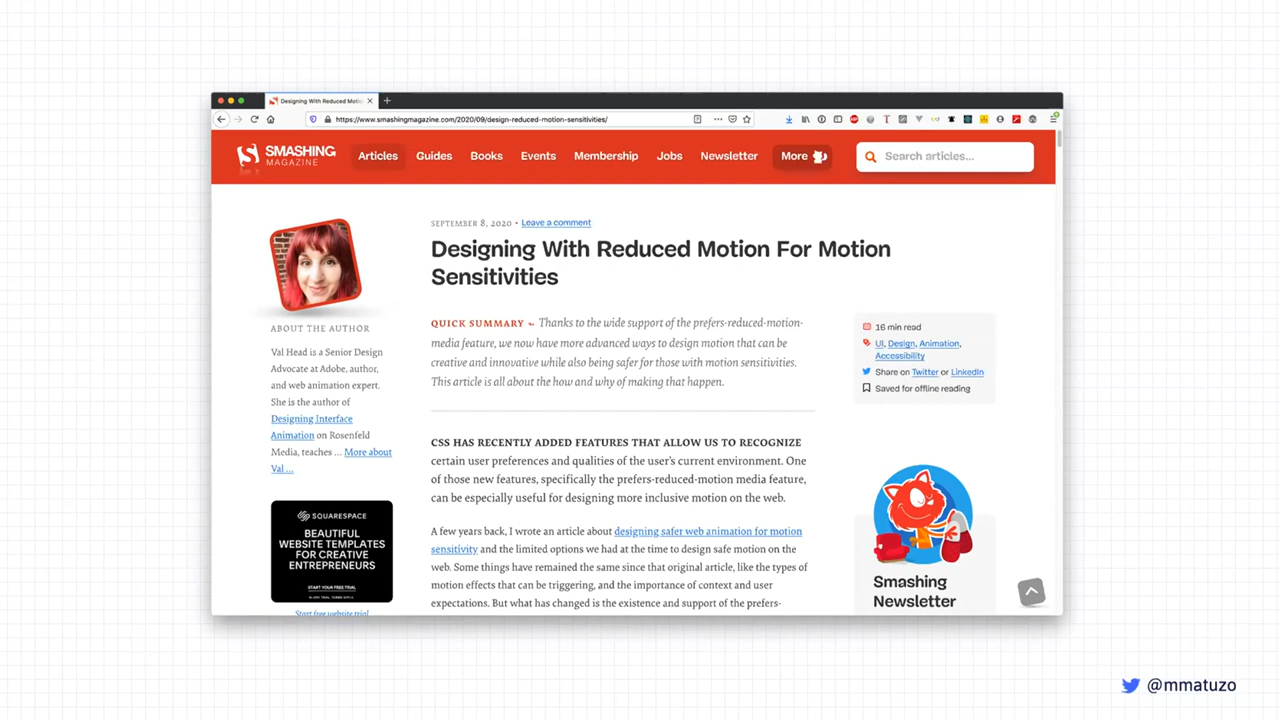 Designing With Reduced Motio
https://www.smashingmagazine.com/2020/09/design-reduced-motion-sensitivities/
SMASHING
MAGAZINE
Articles
Guides
Books
Events
Membership
Jobs
Newsletter
More
Search articles...
SEPTEMBER 8, 2020 • Leave a comment
Designing With Reduced Motion For Motion
Sensitivities
QUICK SUMMARY Thanks to the wide support of the prefers-reduced-motion-
media feature, we now have more advanced ways to design motion that can be
creative and innovative while also being safer for those with motion sensitivities.
This article is all about the how and why of making that happen.
CSS HAS RECENTLY ADDED FEATURES THAT ALLOW US TO RECOGNIZE
certain user preferences and qualities of the user's current environment. One
of those new features, specifically the prefers-reduced-motion media feature,
can be especially useful for designing more inclusive motion on the web.
A few years back, I wrote an article about designing safer web animation for motion
sensitivity and the limited options we had at the time to design safe motion on the
web. Some things have remained the same since that original article, like the types of
motion effects that can be triggering, and the importance of context and user
expectations. But what has changed is the existence and support of the prefers-
ABOUT THE AUTHOR
Val Head is a Senior Design
Advocate at Adobe, author,
and web animation expert.
She is the author of
Designing Interface
Animation on Rosenfeld
Media, teaches ... More about
Val ...
SQUARESPACE
BEAUTIFUL
WEBSITE TEMPLATES
FOR CREATIVE
ENTREPRENEURS
START YOUR FREE TRIAL
Start free website trial
16 min read
UI, Design, Animation,
Accessibility
Share on Twitter or LinkedIn
Saved for offline reading
Smashing
Newsletter
@mmatuzo